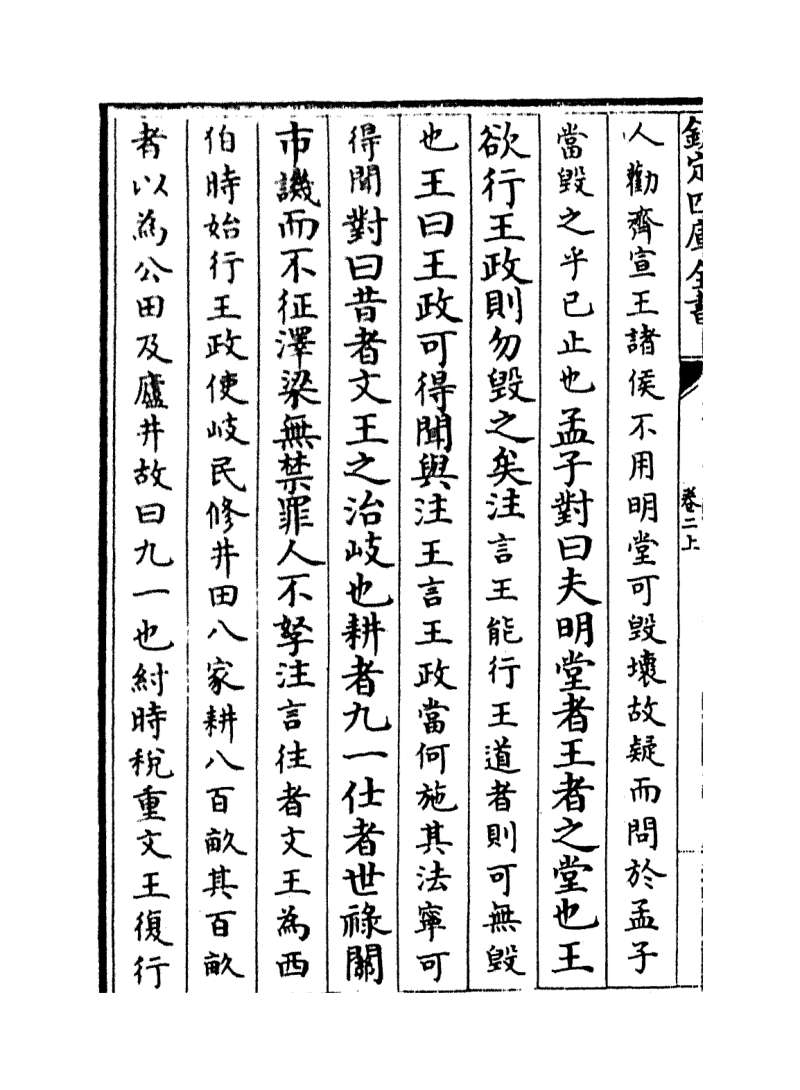 欽定四庫全書
卷二上
人勸齊宣王諸侯不用明堂可毀壞故疑而問於孟子
當毀之乎已止也孟子對曰夫明堂者王者之堂也王
欲行王政則勿毀之矣注言王能行王道者則可無毀
也王曰王政可得聞與注王言王政當何施其法寧可
得聞對曰昔者文王之治岐也耕者九一仕者世祿關
市譏而不征澤梁無禁罪人不孥注言往者文王為西
伯時始行王政使岐民修井田八家耕八百畝其百畝
者以為公田及廬井故曰九一也紂時稅重文王復行